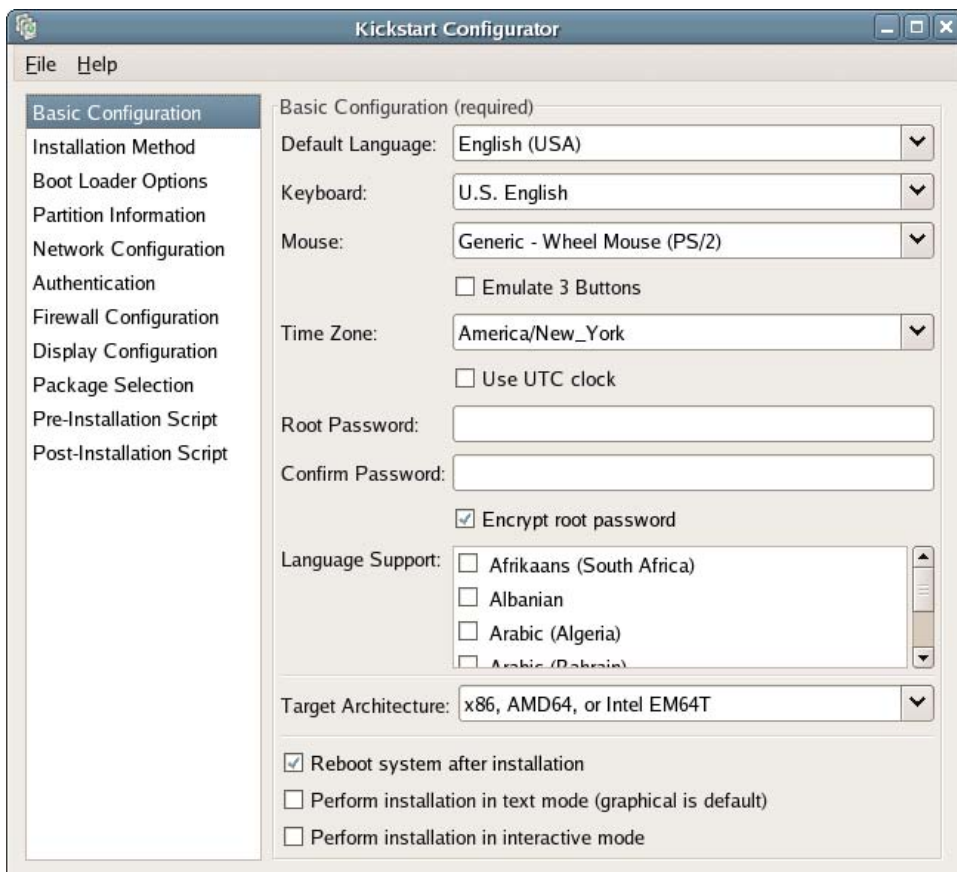 Kickstart Configurator
File Help
Basic Configuration
Installation Method
Boot Loader Options
Partition Information
Network Configuration
Authentication
Firewall Configuration
Display Configuration
Package Selection
Pre-Installation Script
Post-Installation Script
Basic Configuration (required)
Default Language: English (USA)
Keyboard: U.S. English
Mouse: Generic - Wheel Mouse (PS/2)
Emulate 3 Buttons
Time Zone: America/New_York
Use UTC clock
Root Password:
Confirm Password:
Encrypt root password
Language Support: Afrikaans (South Africa)
Albanian
Arabic (Algeria)
Arabic (Bahrain)
Target Architecture: x86, AMD64, or Intel EM64T
Reboot system after installation
Perform installation in text mode (graphical is default)
Perform installation in interactive mode